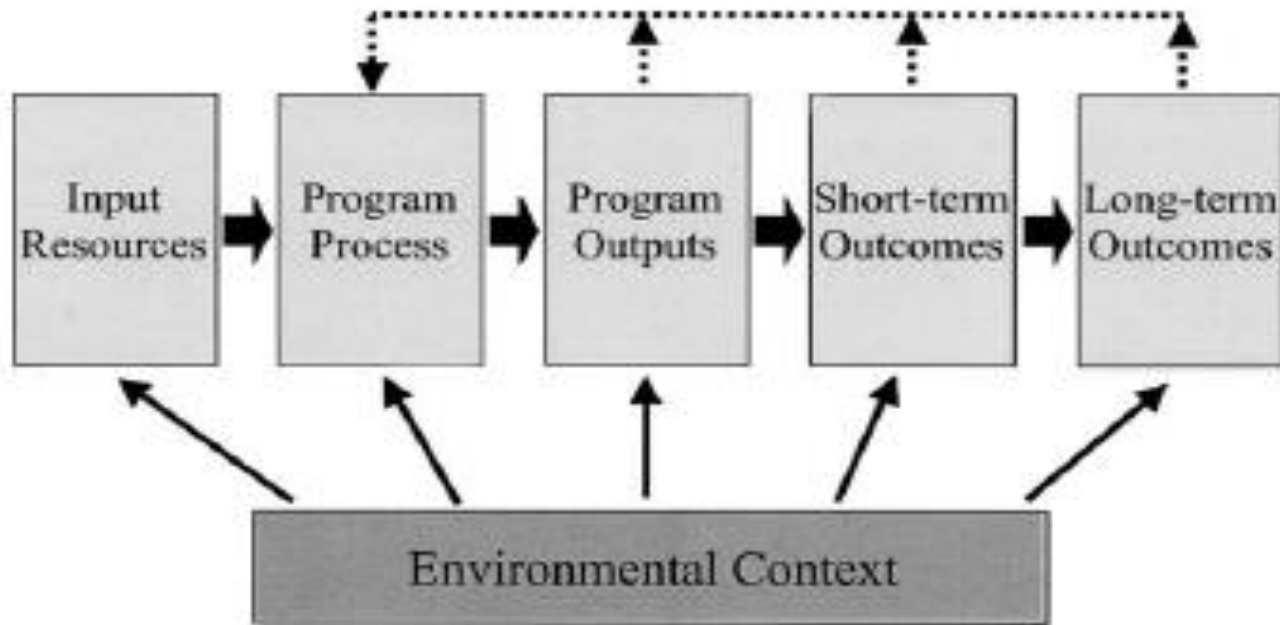 Input
Resources
Program
Process
Program
Outputs
Short-term
Outcomes
Long-term
Outcomes
Environmental Context